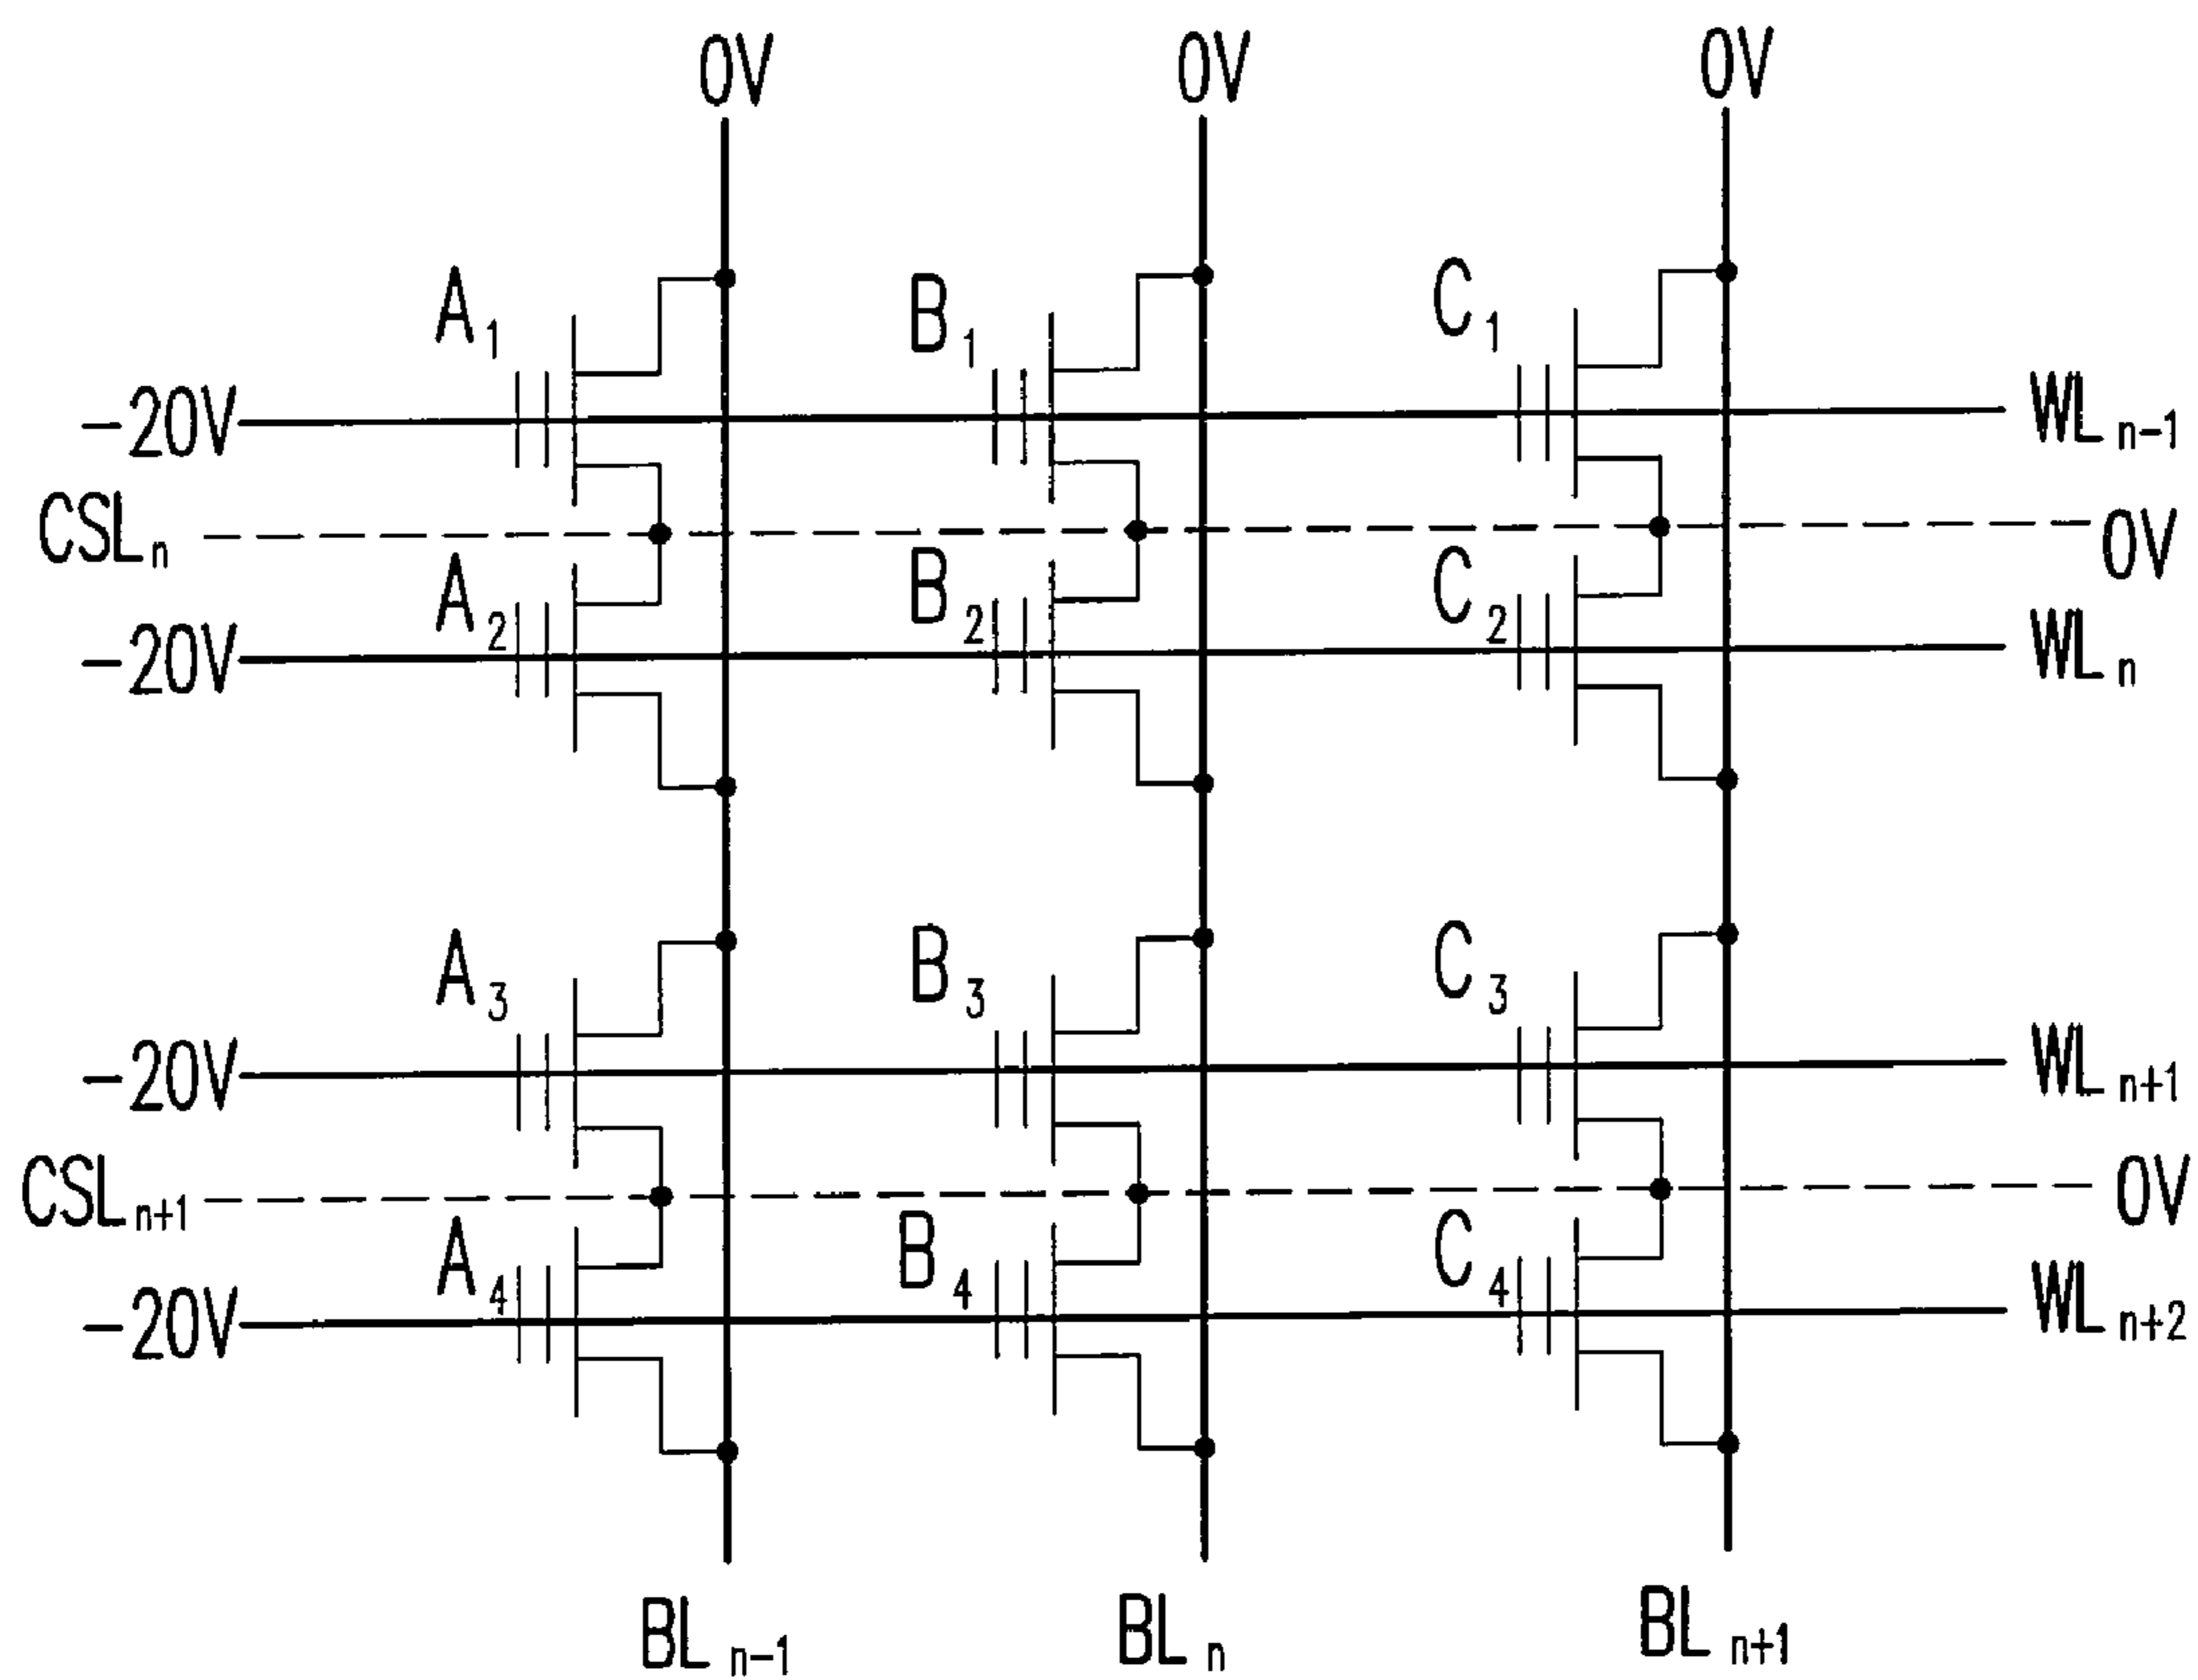 0V 0V 0V
A1 B1 C1
-20V WLn-1
CSLn 0V
A2 B2 C2
-20V WLn
A3 B3 C3
-20V WLn+1
CSLn+1 0V
A4 B4 C4
-20V WLn+2
BLn-1 BLn BLn+1